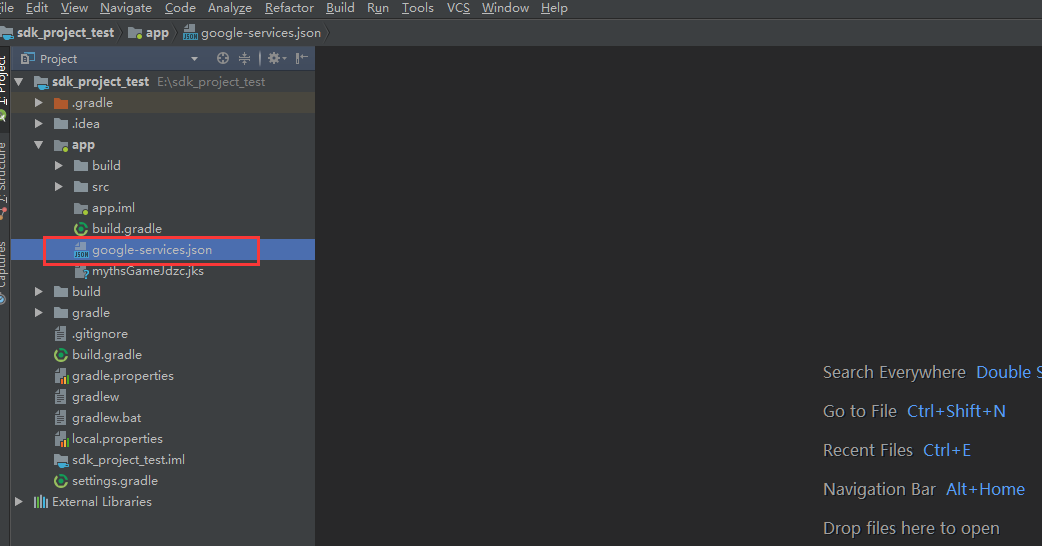 ile Edit View Navigate Code Analyze Refactor Build Run Tools VCS Window Help
sdk_project_test app google-services.json
Project
1: Project
sdk_project_test E:\sdk_project_test
.gradle
.idea
app
build
src
app.iml
build.gradle
google-services.json
mythsGameJdzc.jks
build
gradle
.gitignore
build.gradle
gradle.properties
gradlew
gradlew.bat
local.properties
sdk_project_test.iml
settings.gradle
External Libraries
Z: Structure
Captures
Search Everywhere Double S
Go to File Ctrl+Shift+N
Recent Files Ctrl+E
Navigation Bar Alt+Home
Drop files here to open